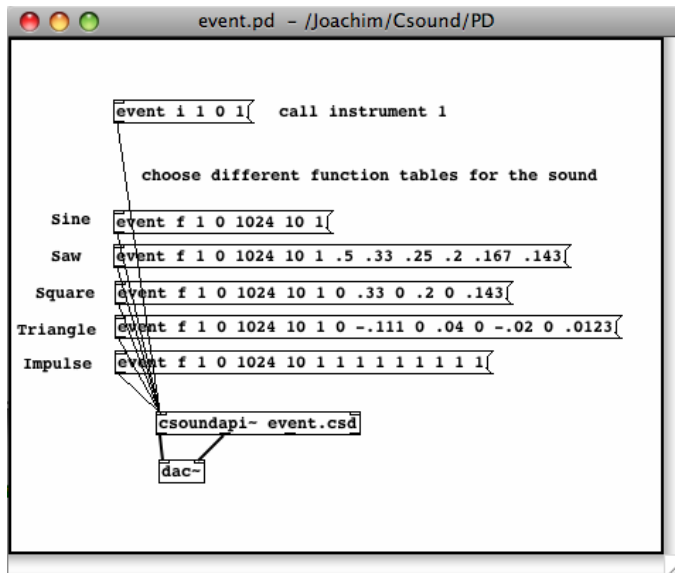 event.pd - /Joachim/Csound/PD
event i 1 0 1
call instrument 1
choose different function tables for the sound
Sine
event f 1 0 1024 10 1
Saw
event f 1 0 1024 10 1 .5 .33 .25 .2 .167 .143
Square
event f 1 0 1024 10 1 0 .33 0 .2 0 .143
Triangle
event f 1 0 1024 10 1 0 -.111 0 .04 0 -.02 0 .0123
Impulse
event f 1 0 1024 10 1 1 1 1 1 1 1 1 1
csoundapi~ event.csd
dac~